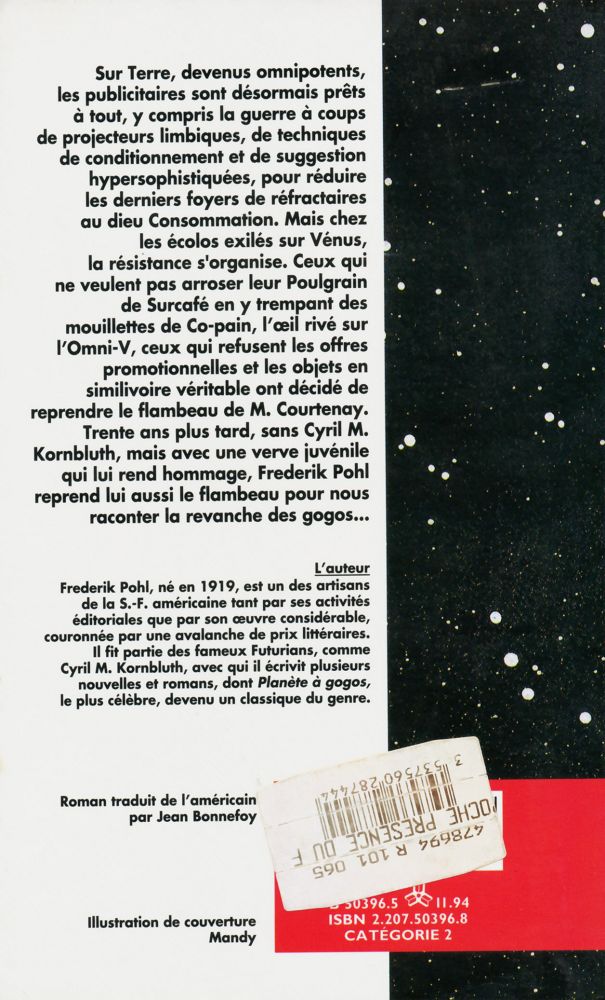 Sur Terre, devenus omnipotents,
les publicitaires sont désormais prêts
à tout, y compris la guerre à coups
de projecteurs limbiques, de techniques
de conditionnement et de suggestion
hypersophistiquées, pour réduire
les derniers foyers de réfractaires
au dieu Consommation. Mais chez
les écolos exilés sur Vénus,
la résistance s'organise. Ceux qui
ne veulent pas arroser leur Poulgrain
de Surcafé en y trempant des
mouillettes de Co-pain, l'œil rivé sur
l'Omni-V, ceux qui refusent les offres
promotionnelles et les objets en
similivoire véritable ont décidé de
reprendre le flambeau de M. Courtenay.
Trente ans plus tard, sans Cyril M.
Kornbluth, mais avec une verve juvénile
qui lui rend hommage, Frederik Pohl
reprend lui aussi le flambeau pour nous
raconter la revanche des gogos...
L'auteur
Frederik Pohl, né en 1919, est un des artisans
de la S.-F. américaine tant par ses activités
éditoriales que par son œuvre considérable,
couronnée par une avalanche de prix littéraires.
Il fit partie des fameux Futurians, comme
Cyril M. Kornbluth, avec qui il écrivit plusieurs
nouvelles et romans, dont Planète à gogos,
le plus célèbre, devenu un classique du genre.
Roman traduit de l'américain
par Jean Bonnefoy
478694 R 101 065
POCHE PRESENCE DU F
3 537560 287444
50396.5 11.94
ISBN 2.207.50396.8
CATÉGORIE 2
Illustration de couverture
Mandy